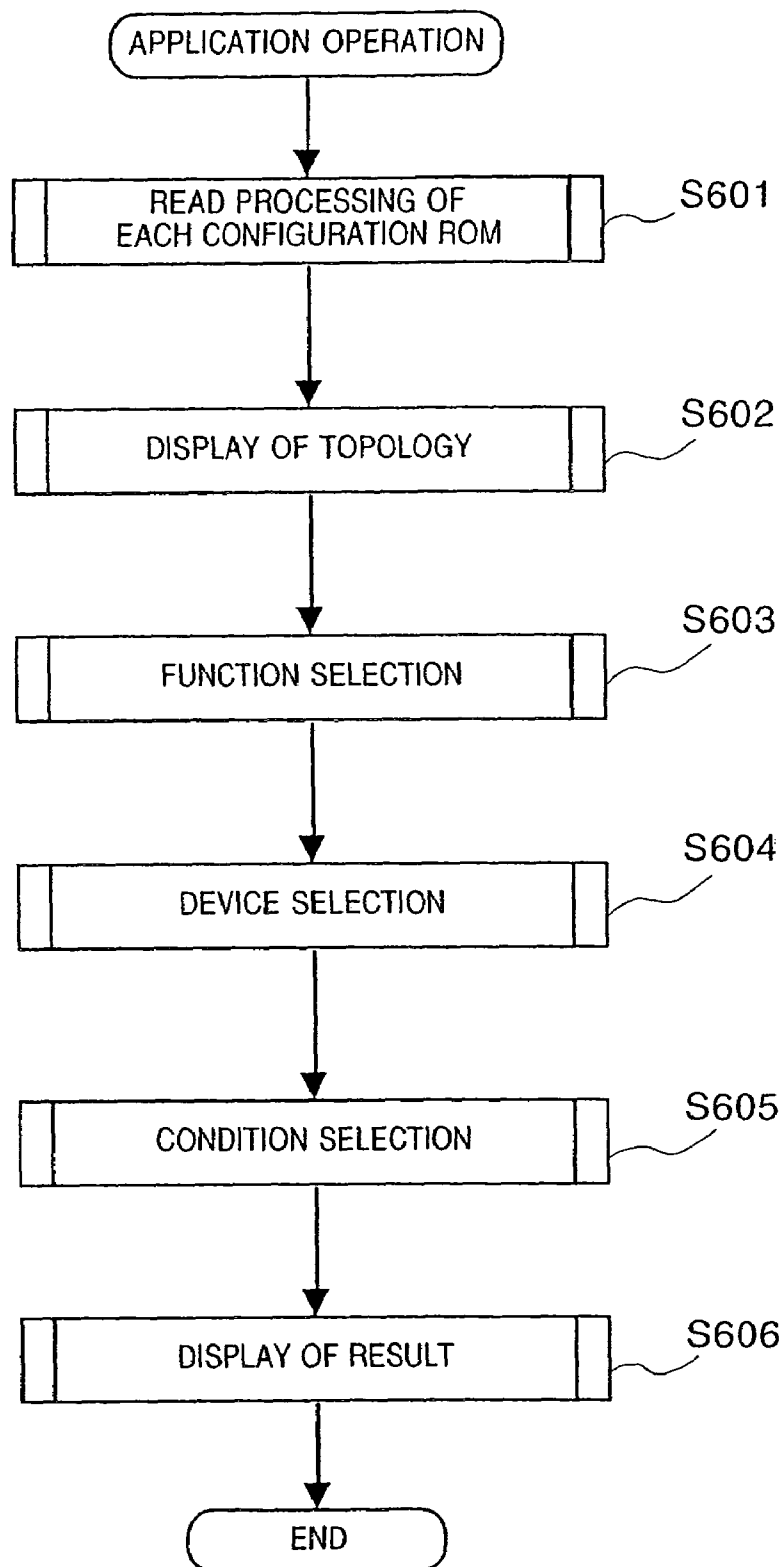 APPLICATION OPERATION
READ PROCESSING OF
EACH CONFIGURATION ROM
S601
DISPLAY OF TOPOLOGY
S602
FUNCTION SELECTION
S603
DEVICE SELECTION
S604
CONDITION SELECTION
S605
DISPLAY OF RESULT
S606
END